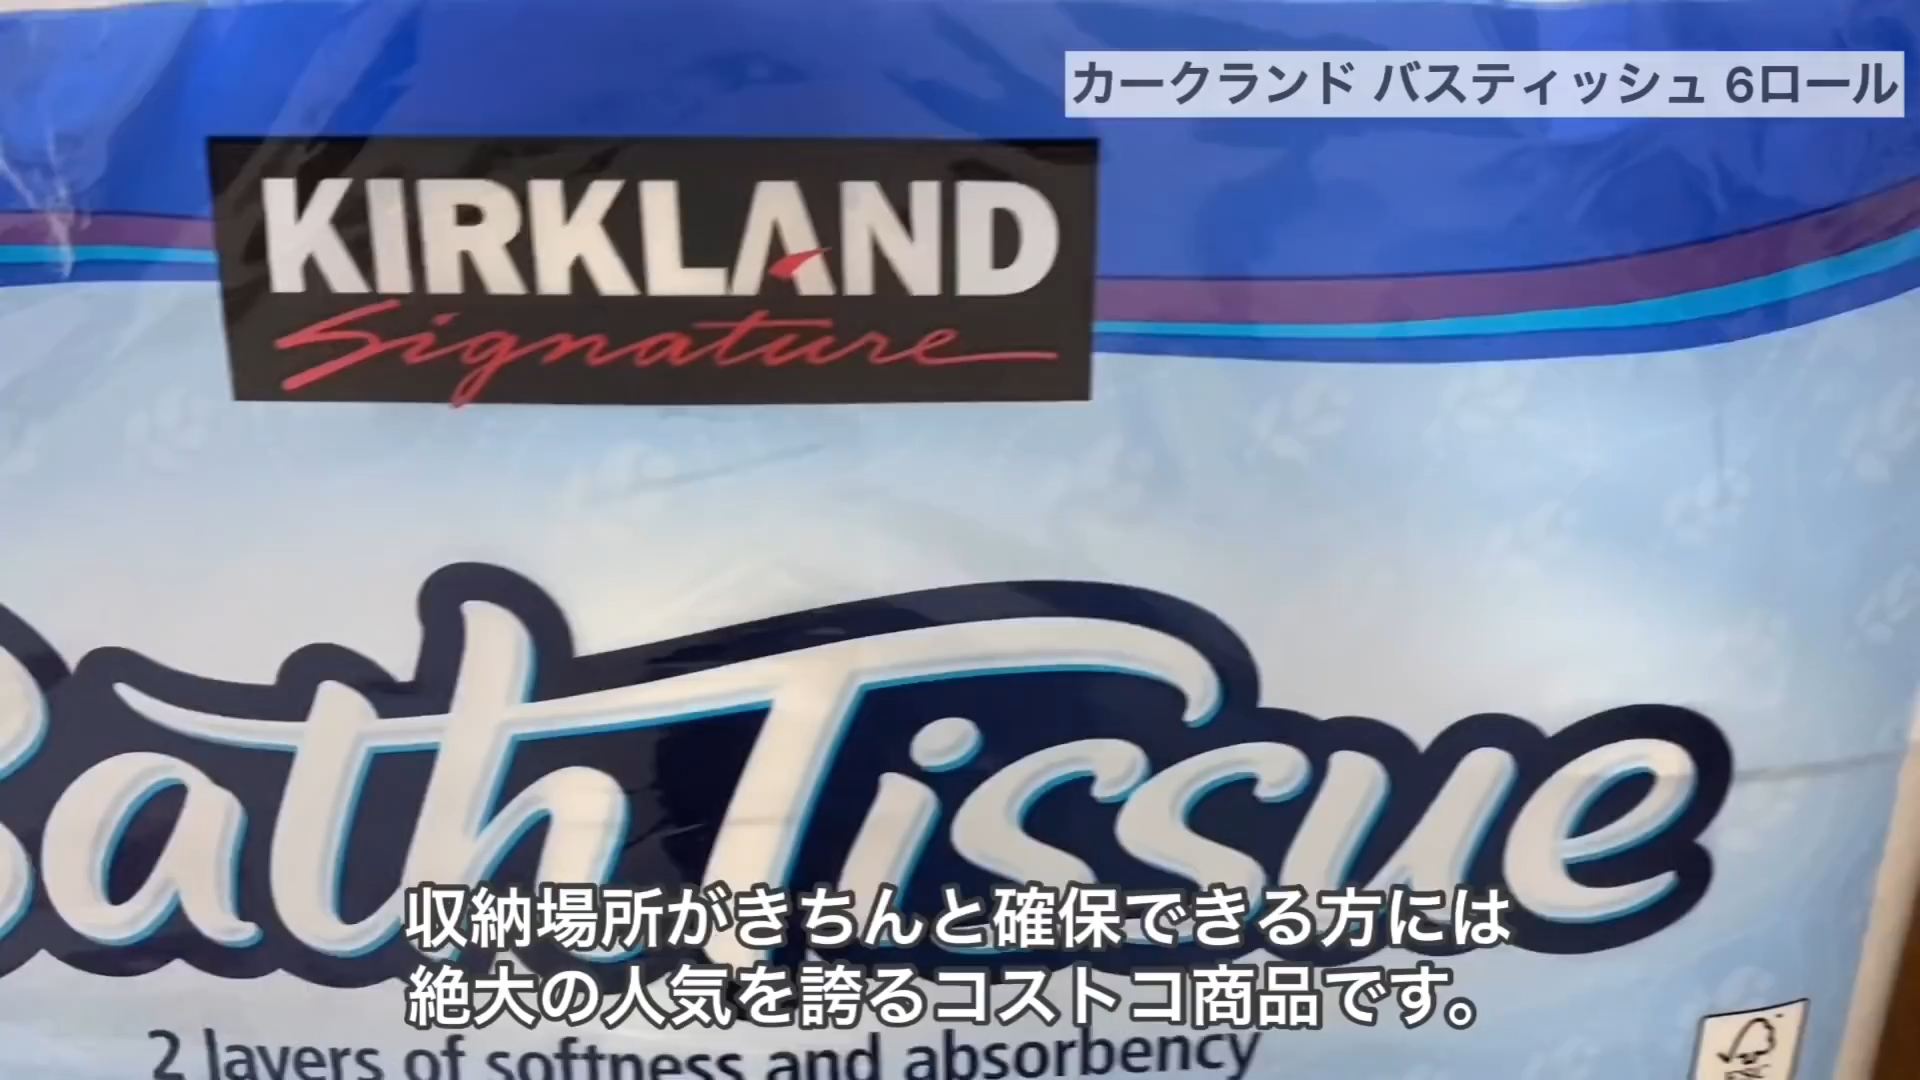 カークランド バスティッシュ 6ロール
KIRKLAND
Signature
Bath Tissue
収納場所がきちんと確保できる方には
絶大の人気を誇るコストコ商品です。
2 layers of softness and absorbency
FSC